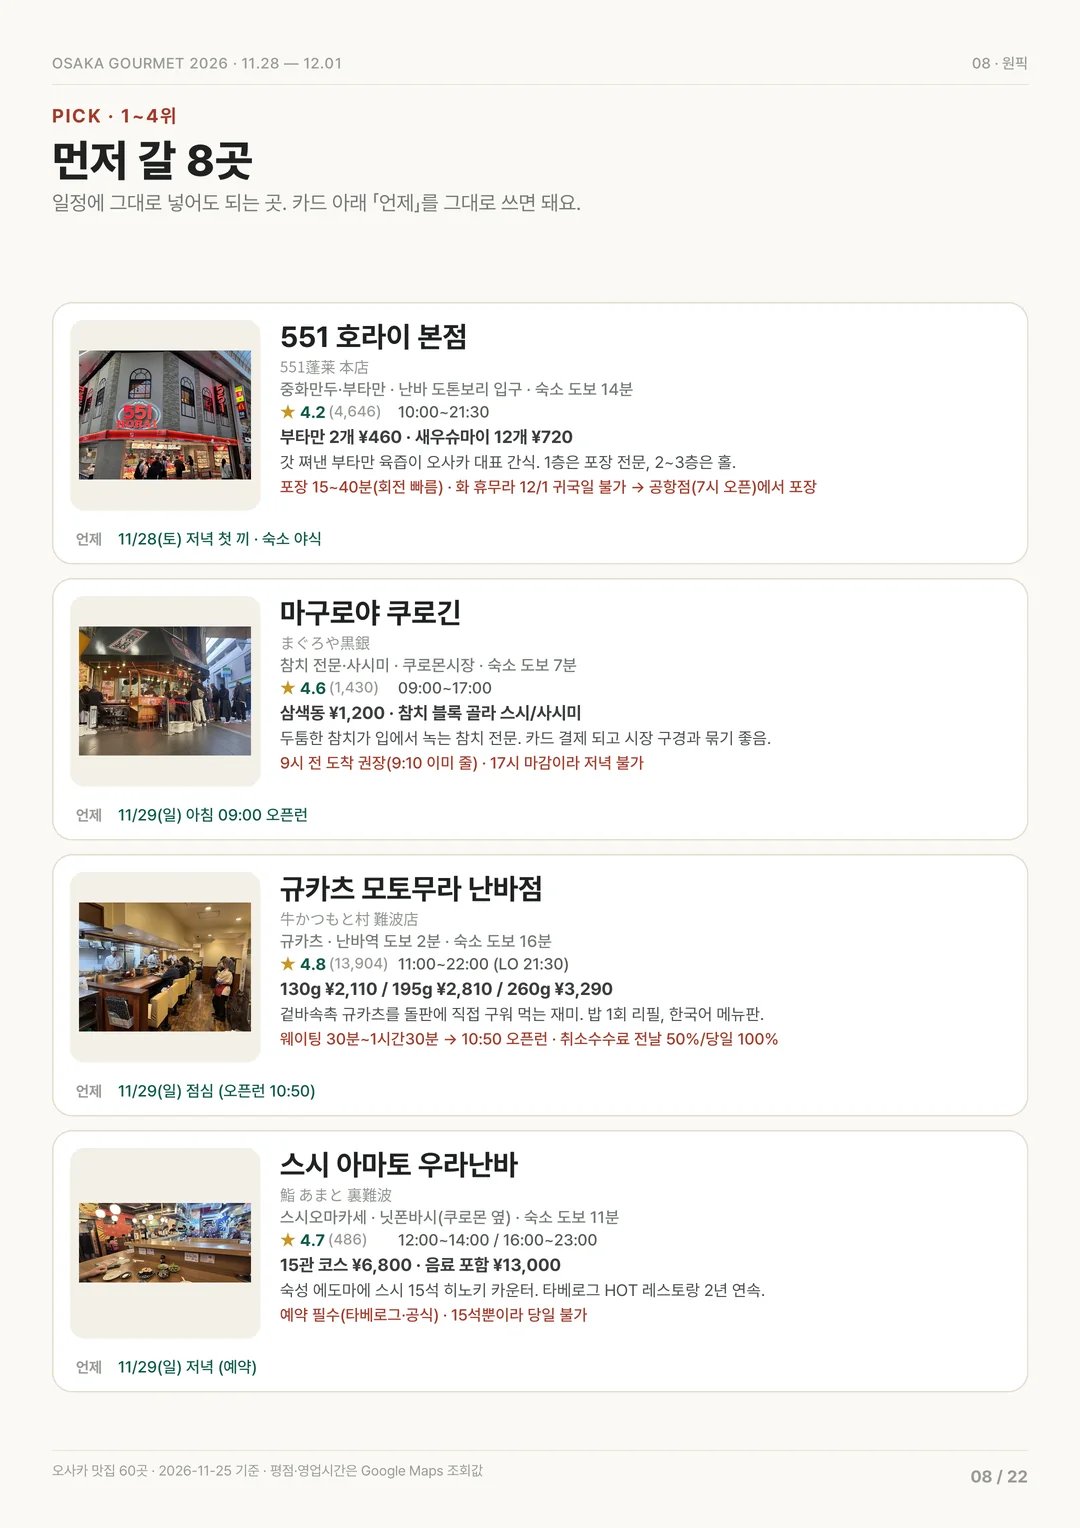 OSAKA GOURMET 2026 · 11.28 — 12.01
08 · 원픽
PICK · 1~4위
먼저 갈 8곳
일정에 그대로 넣어도 되는 곳. 카드 아래 「언제」를 그대로 쓰면 돼요.
551 호라이 본점
551蓬莱 本店
중화만두·부타만 · 난바 도톤보리 입구 · 숙소 도보 14분
★ 4.2 (4,646) 10:00~21:30
부타만 2개 ¥460 · 새우슈마이 12개 ¥720
갓 쪄낸 부타만 육즙이 오사카 대표 간식. 1층은 포장 전문, 2~3층은 홀.
포장 15~40분(회전 빠름) · 화 휴무라 12/1 귀국일 불가 → 공항점(7시 오픈)에서 포장
551
HORAI
언제 11/28(토) 저녁 첫 끼 · 숙소 야식
마구로야 쿠로긴
まぐろや黒銀
참치 전문·사시미 · 쿠로몬시장 · 숙소 도보 7분
★ 4.6 (1,430) 09:00~17:00
삼색동 ¥1,200 · 참치 블록 골라 스시/사시미
두툼한 참치가 입에서 녹는 참치 전문. 카드 결제 되고 시장 구경과 묶기 좋음.
9시 전 도착 권장(9:10 이미 줄) · 17시 마감이라 저녁 불가
언제 11/29(일) 아침 09:00 오픈런
규카츠 모토무라 난바점
牛かつもと村 難波店
규카츠 · 난바역 도보 2분 · 숙소 도보 16분
★ 4.8 (13,904) 11:00~22:00 (LO 21:30)
130g ¥2,110 / 195g ¥2,810 / 260g ¥3,290
겉바속촉 규카츠를 돌판에 직접 구워 먹는 재미. 밥 1회 리필, 한국어 메뉴판.
웨이팅 30분~1시간30분 → 10:50 오픈런 · 취소수수료 전날 50%/당일 100%
언제 11/29(일) 점심 (오픈런 10:50)
스시 아마토 우라난바
鮨 あまと 裏難波
스시오마카세 · 닛폰바시(쿠로몬 옆) · 숙소 도보 11분
★ 4.7 (486) 12:00~14:00 / 16:00~23:00
15관 코스 ¥6,800 · 음료 포함 ¥13,000
숙성 에도마에 스시 15석 히노키 카운터. 타베로그 HOT 레스토랑 2년 연속.
예약 필수(타베로그·공식) · 15석뿐이라 당일 불가
언제 11/29(일) 저녁 (예약)
오사카 맛집 60곳 · 2026-11-25 기준 · 평점·영업시간은 Google Maps 조회값
08 / 22